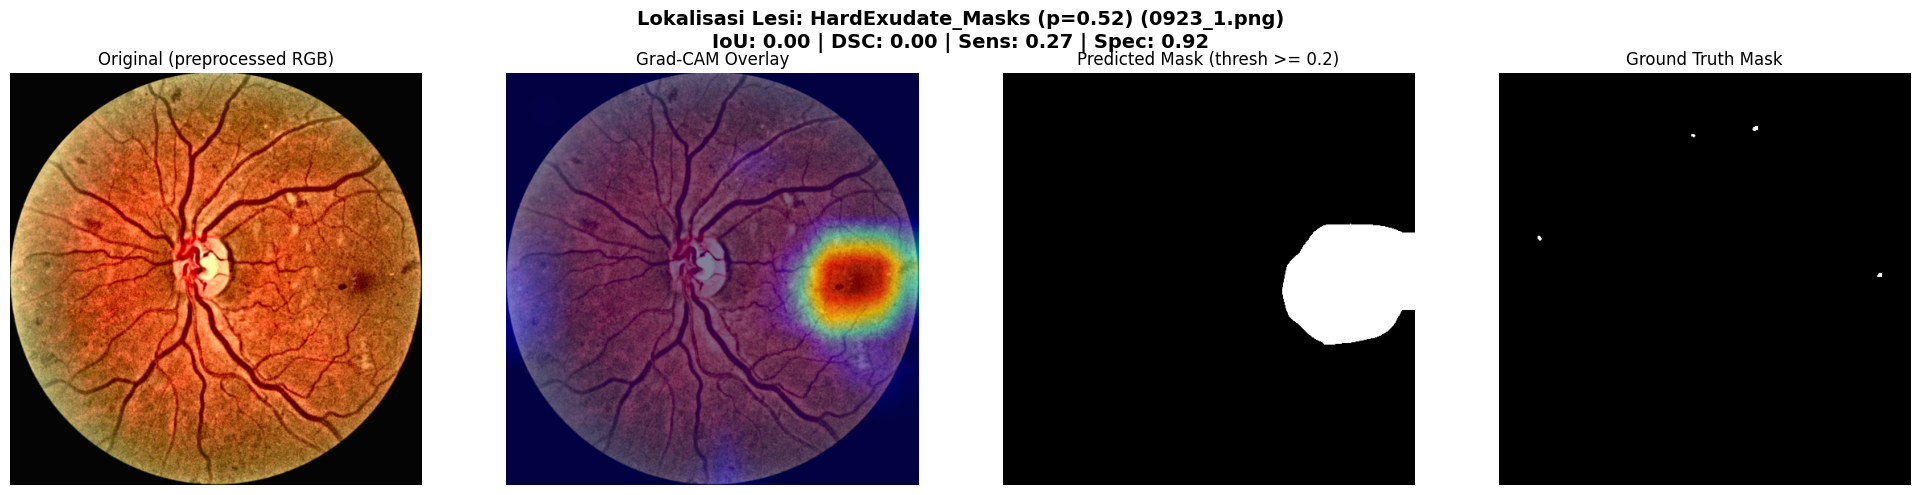 Lokalisasi Lesi: HardExudate_Masks (p=0.52) (0923_1.png)
IoU: 0.00 | DSC: 0.00 | Sens: 0.27 | Spec: 0.92
Original (preprocessed RGB)
Grad-CAM Overlay
Predicted Mask (thresh >= 0.2)
Ground Truth Mask